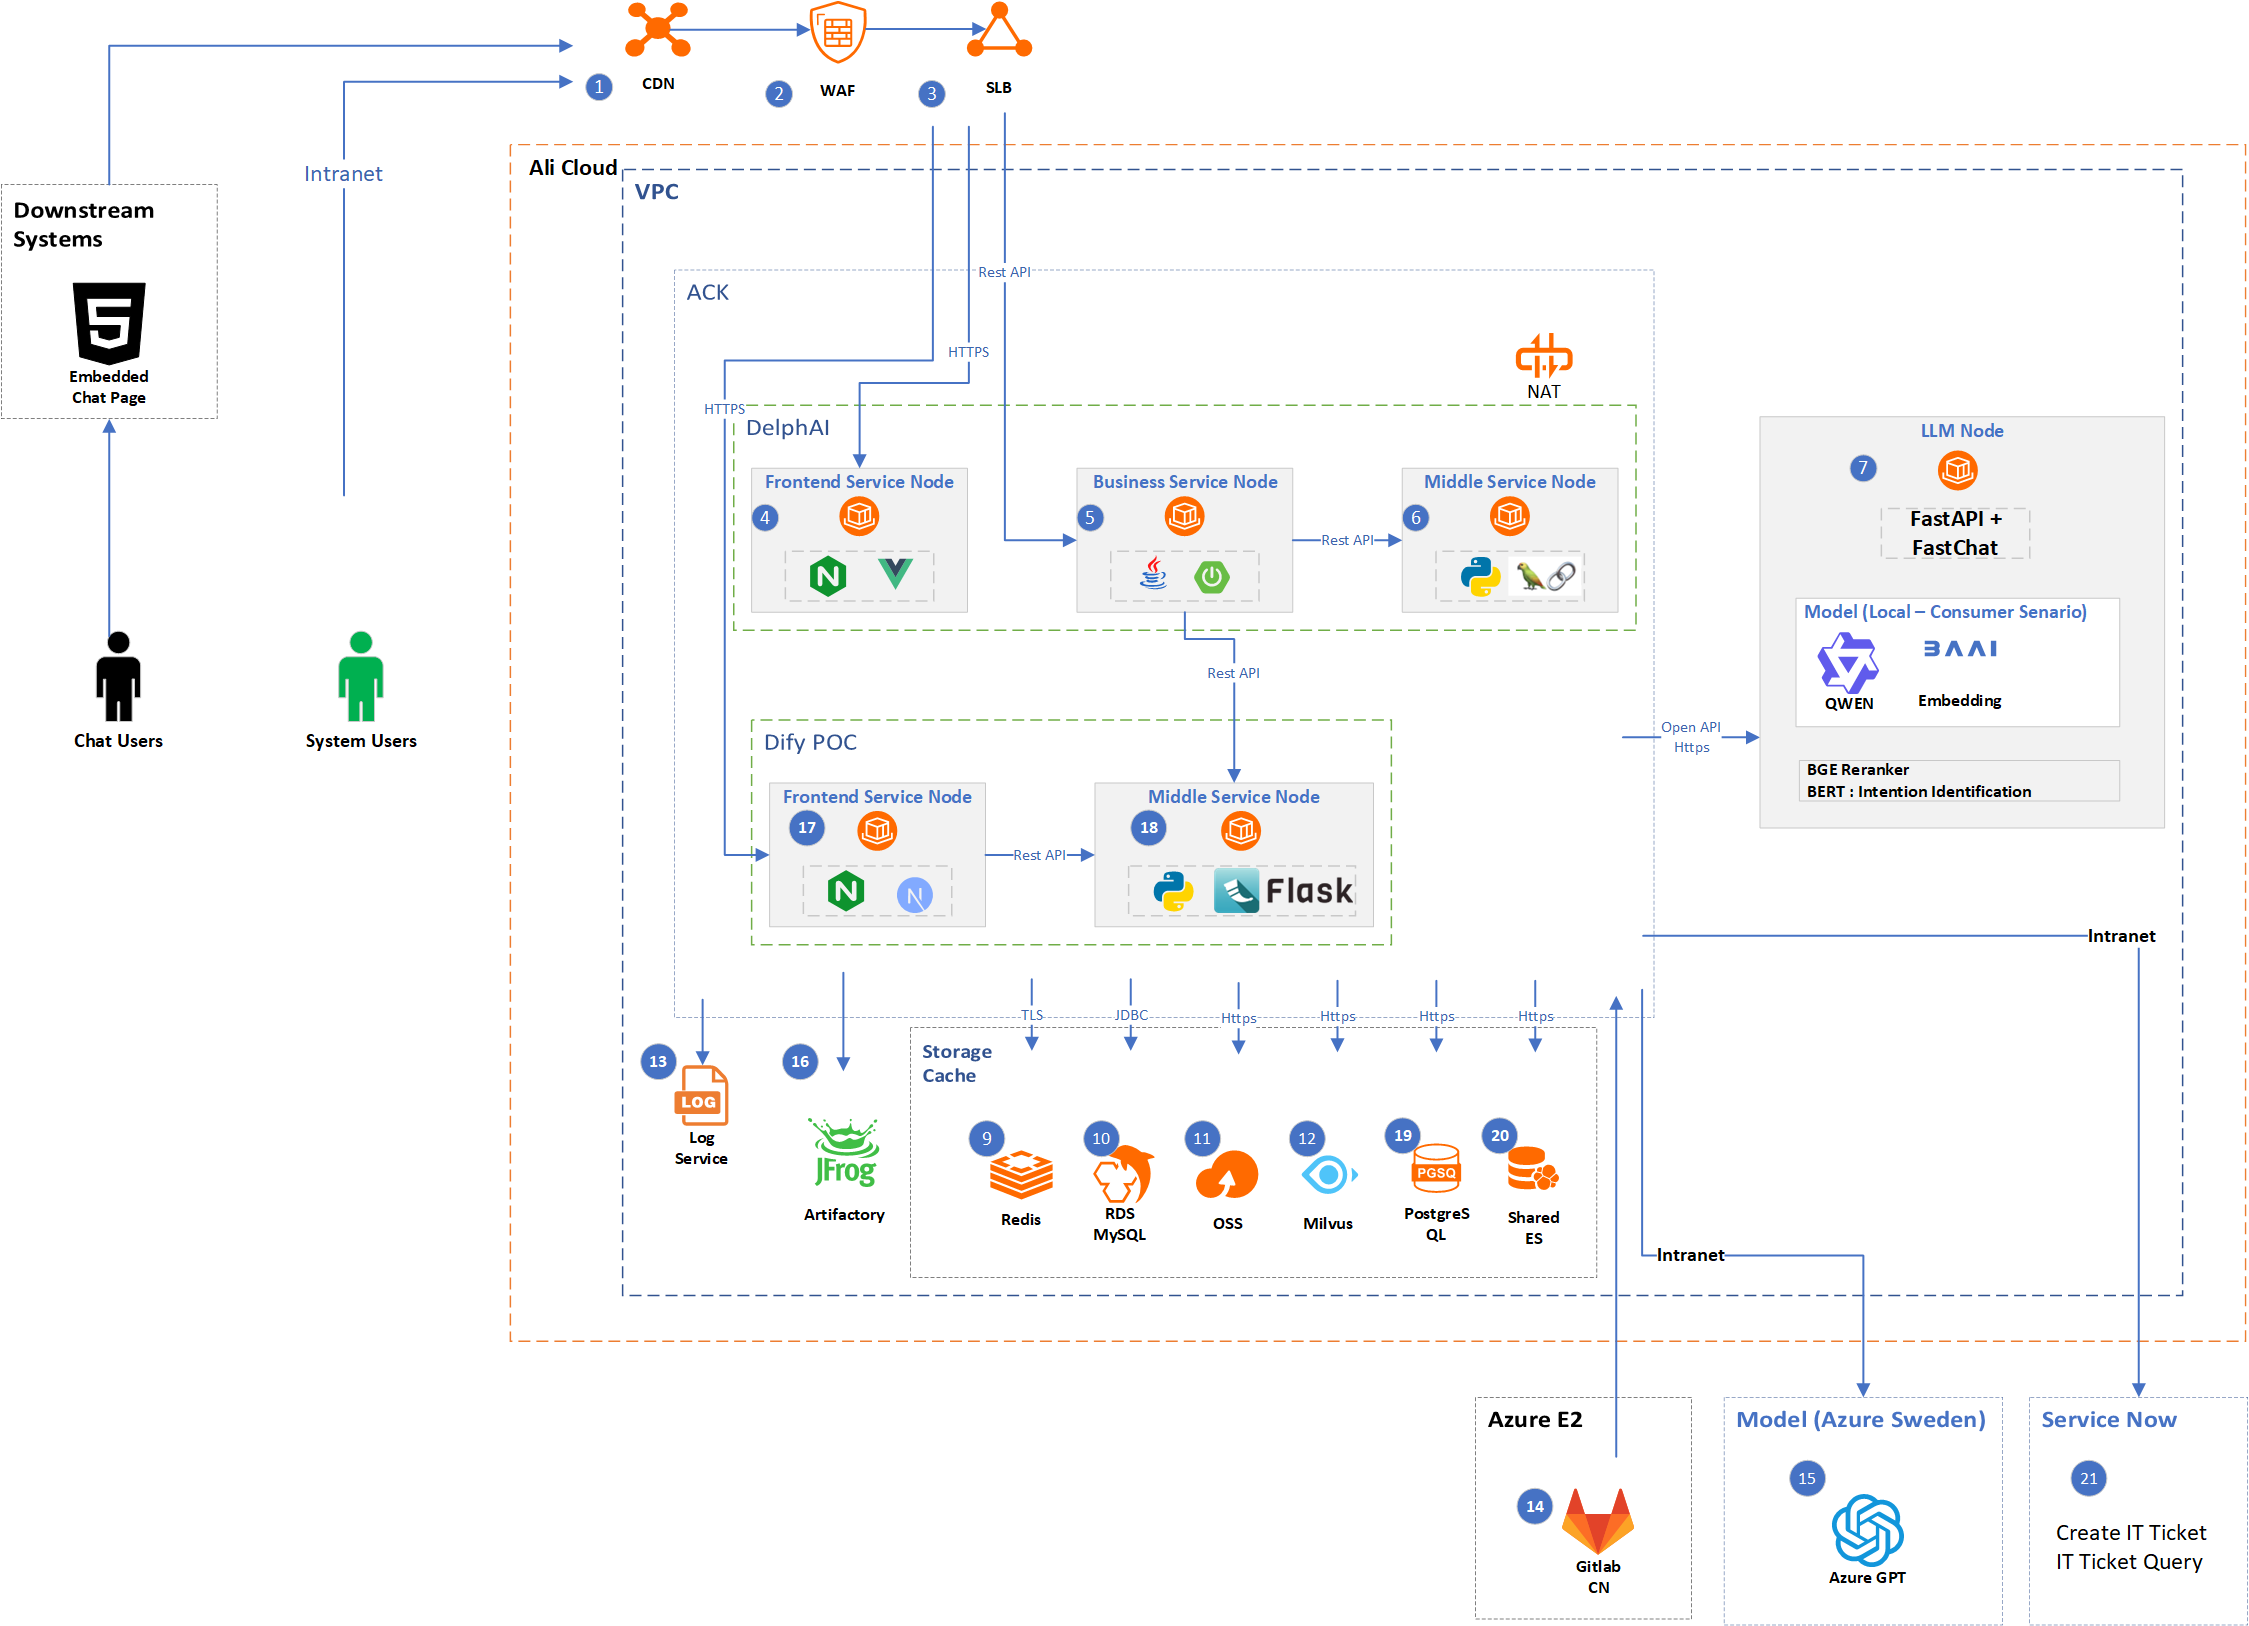 1
CDN
2
WAF
3
SLB
Intranet
Ali Cloud
VPC
Downstream
Systems
Embedded
Chat Page
Rest API
ACK
HTTPS
NAT
HTTPS
DelphAI
Frontend Service Node
4
Business Service Node
5
Rest API
Middle Service Node
6
LLM Node
7
FastAPI +
FastChat
Model (Local – Consumer Senario)
QWEN
BAAI
Embedding
BGE Reranker
BERT : Intention Identification
Chat Users
System Users
Rest API
Open API
Https
Dify POC
Frontend Service Node
17
Rest API
Middle Service Node
18
Flask
Intranet
TLS
JDBC
Https
Https
Https
Https
13
LOG
Log
Service
16
JFrog
Artifactory
Storage
Cache
9
Redis
10
RDS
MySQL
11
OSS
12
Milvus
19
PGSQ
PostgreS
QL
20
Shared
ES
Intranet
Azure E2
14
Gitlab
CN
Model (Azure Sweden)
15
Azure GPT
Service Now
21
Create IT Ticket
IT Ticket Query